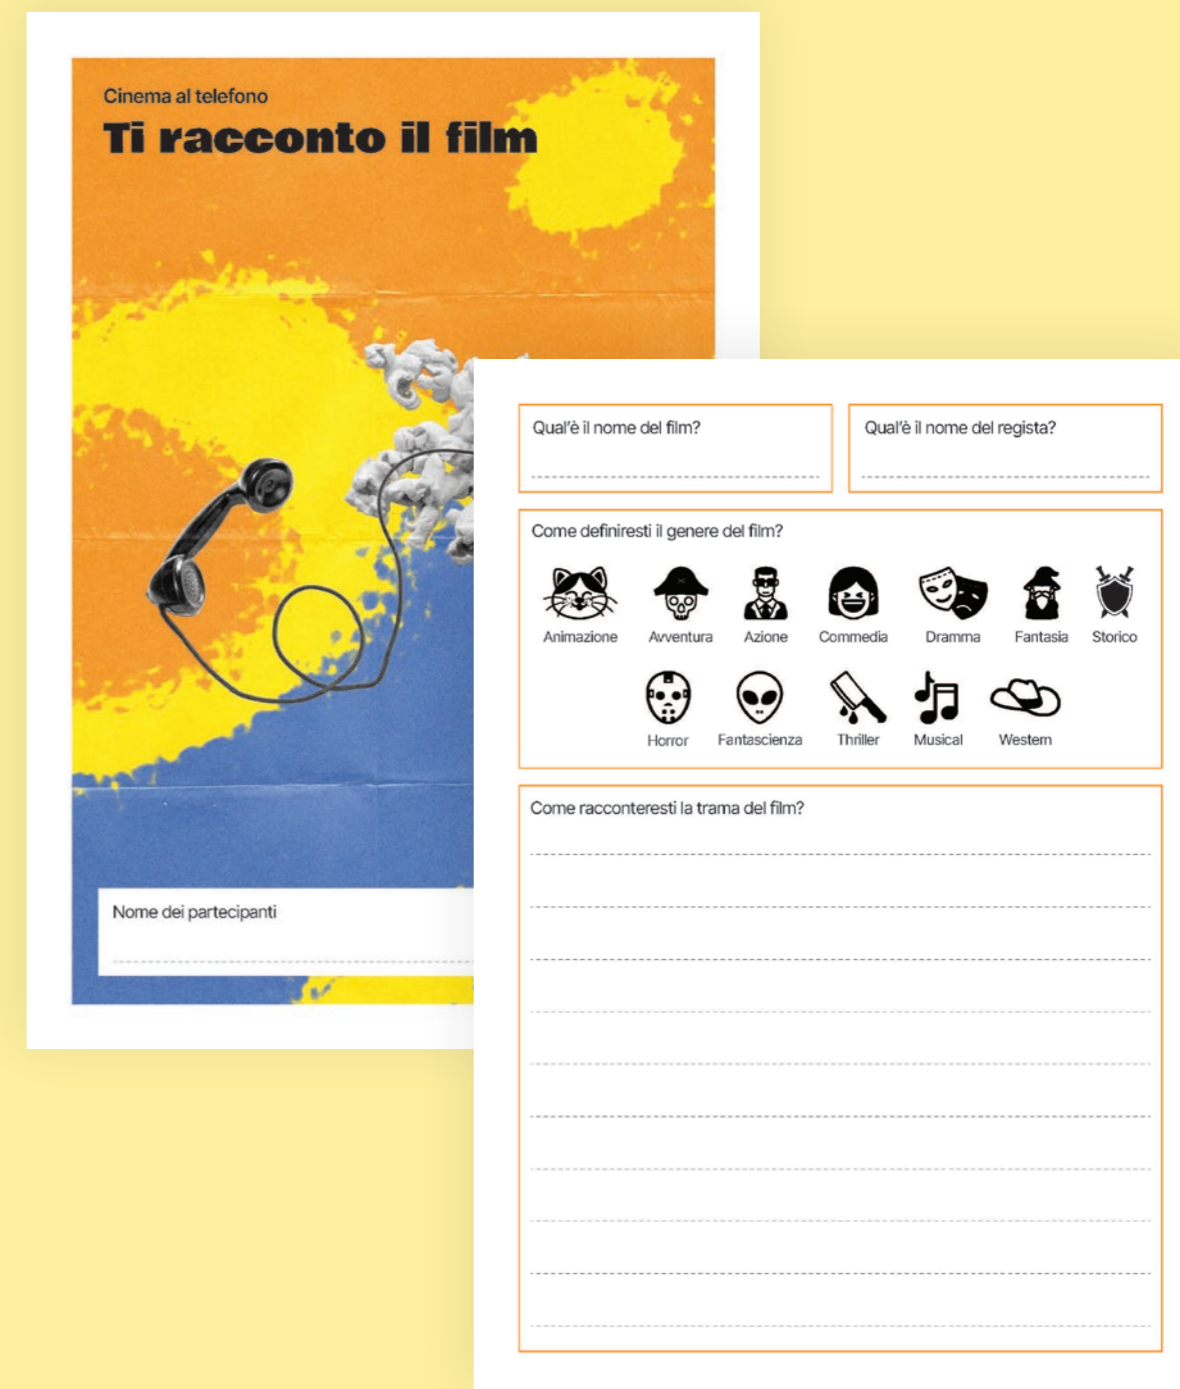 Cinema al telefono
Ti racconto il film
Nome dei partecipanti
Qual'è il nome del film?
Qual'è il nome del regista?
Come definiresti il genere del film?
Animazione Avventura Azione Commedia Dramma Fantasia Storico
Horror Fantascienza Thriller Musical Western
Come racconteresti la trama del film?